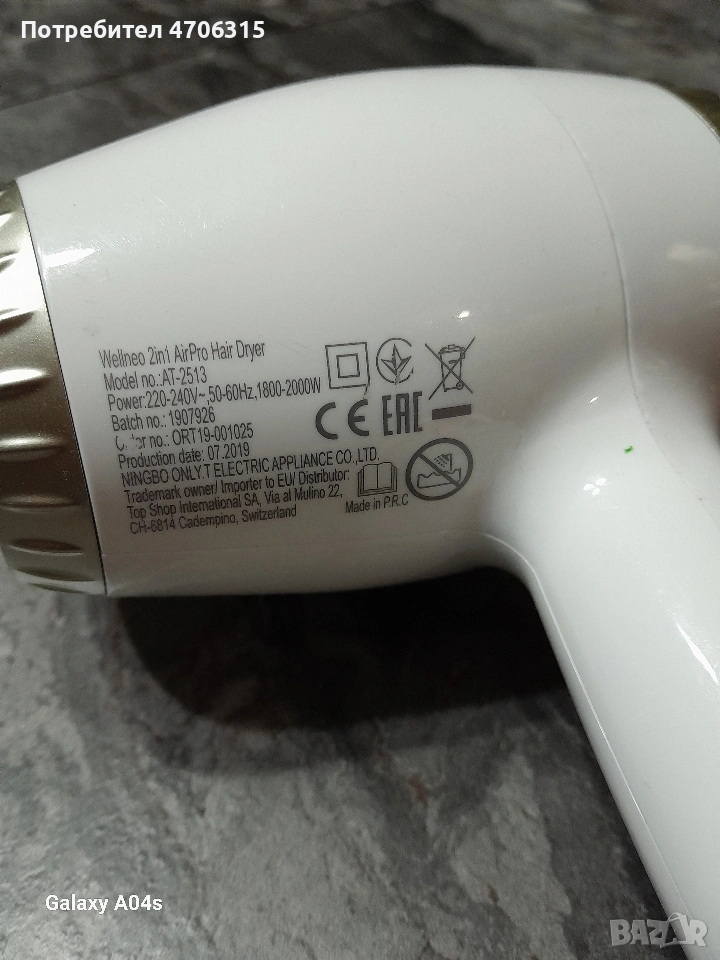 Потребител 4706315
Wellneo 2in1 AirPro Hair Dryer
Model no.:AT-2513
Power:220-240V~,50-60Hz,1800-2000W
Batch no.: 1907926
no.: ORT19-001025
Production date: 07.2019
NINGBO ONLY.T ELECTRIC APPLIANCE CO.,LTD.
Trademark owner/ Importer to EU/ Distributor:
Top Shop International SA, Via al Mulino 22,
CH-6814 Cadempino, Switzerland
CE EAC
Made in P.R.C
Galaxy A04s
BAZAR